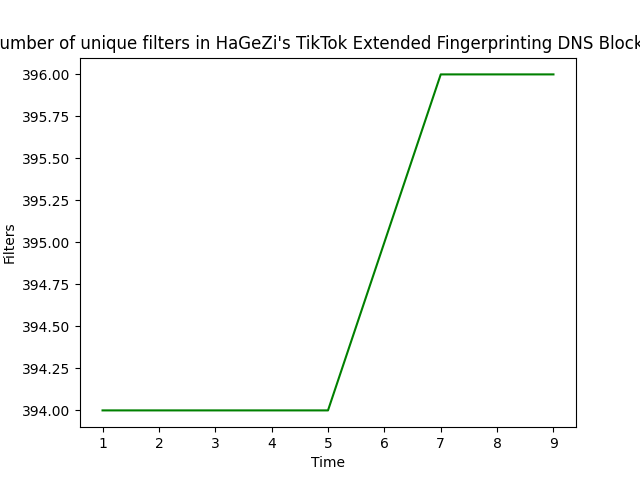 umber of unique filters in HaGeZi's TikTok Extended Fingerprinting DNS Block
396.00
395.75
395.50
395.25
395.00
394.75
394.50
394.25
394.00
Filters
1 2 3 4 5 6 7 8 9
Time